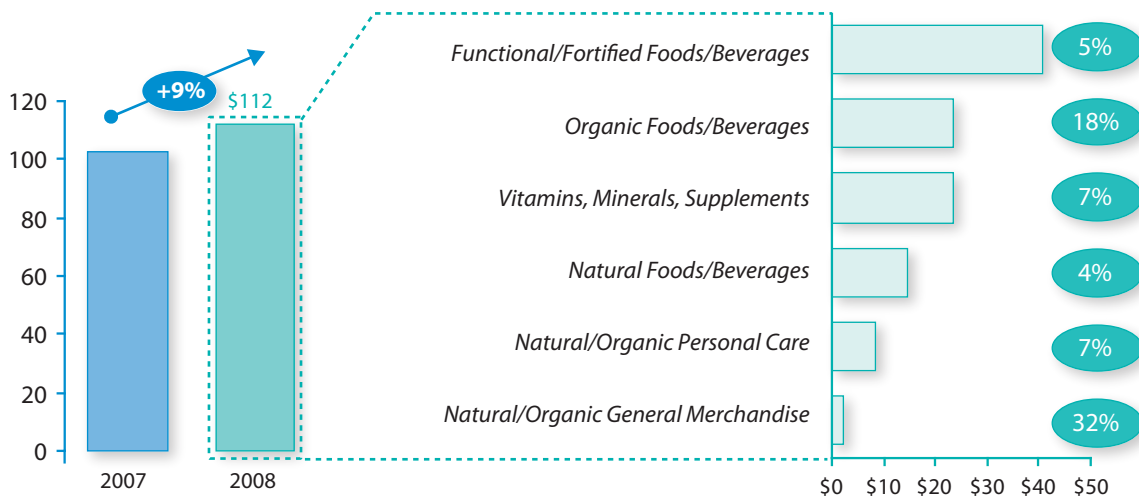 +9%
$112
120
100
80
60
40
20
0
2007
2008
Functional/Fortified Foods/Beverages
5%
Organic Foods/Beverages
18%
Vitamins, Minerals, Supplements
7%
Natural Foods/Beverages
4%
Natural/Organic Personal Care
7%
Natural/Organic General Merchandise
32%
$0 $10 $20 $30 $40 $50